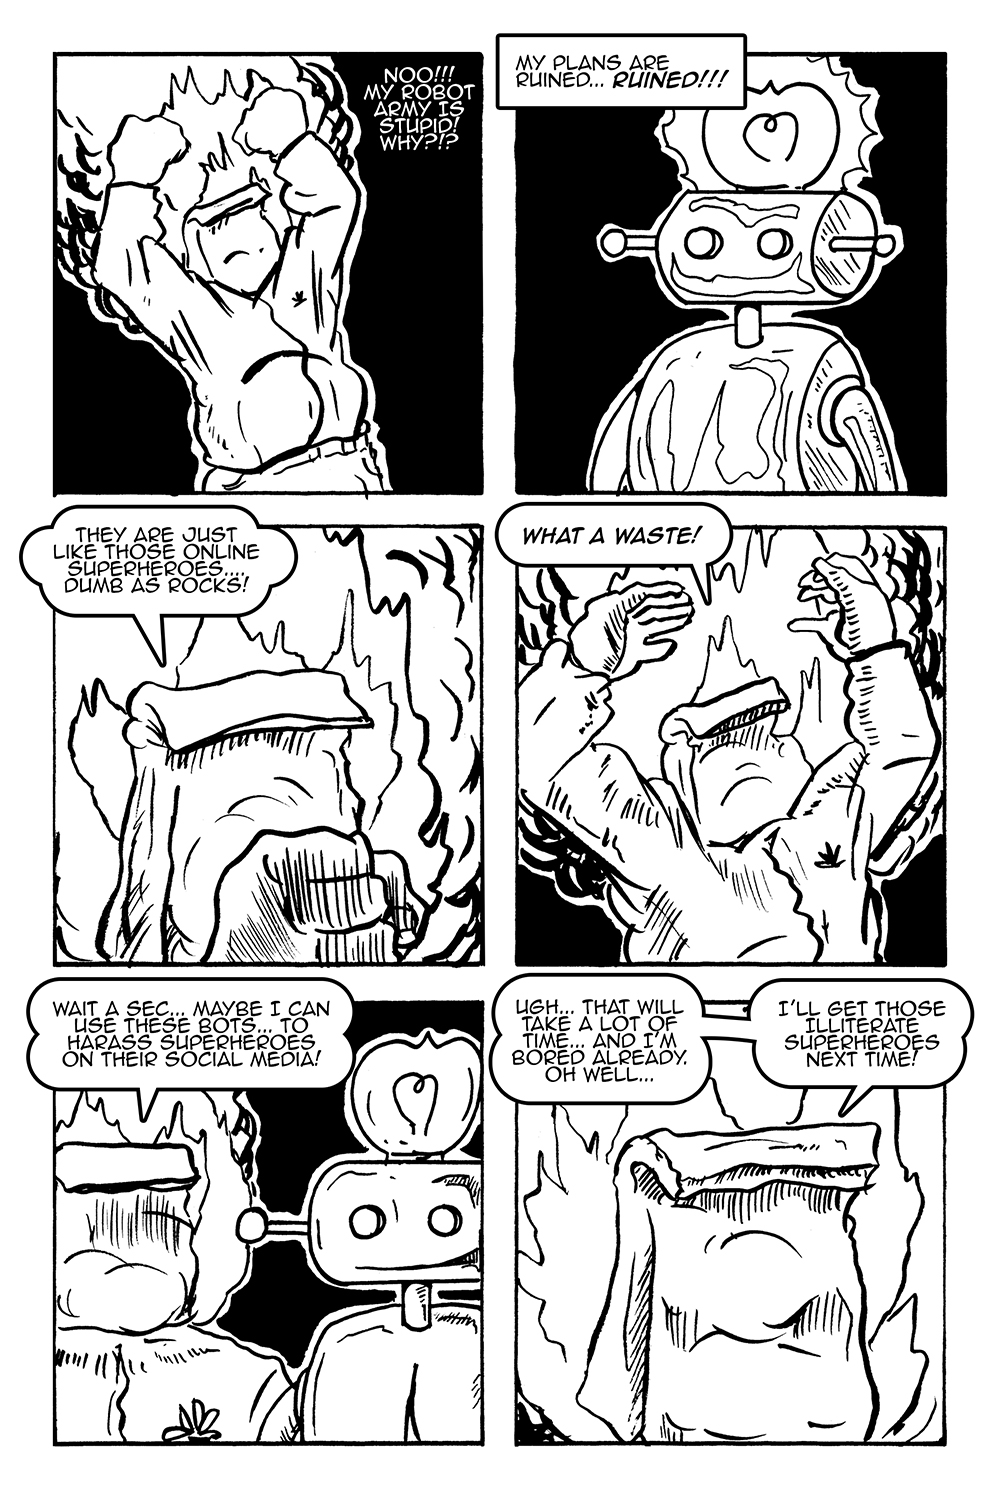 NOO!!!
MY ROBOT
ARMY IS
STUPID!
WHY?!?
MY PLANS ARE
RUINED... RUINED!!!
THEY ARE JUST
LIKE THOSE ONLINE
SUPERHEROES....
DUMB AS ROCKS!
WHAT A WASTE!
WAIT A SEC... MAYBE I CAN
USE THESE BOTS... TO
HARASS SUPERHEROES
ON THEIR SOCIAL MEDIA!
UGH... THAT WILL
TAKE A LOT OF
TIME... AND I'M
BORED ALREADY.
OH WELL...
I'LL GET THOSE
ILLITERATE
SUPERHEROES
NEXT TIME!